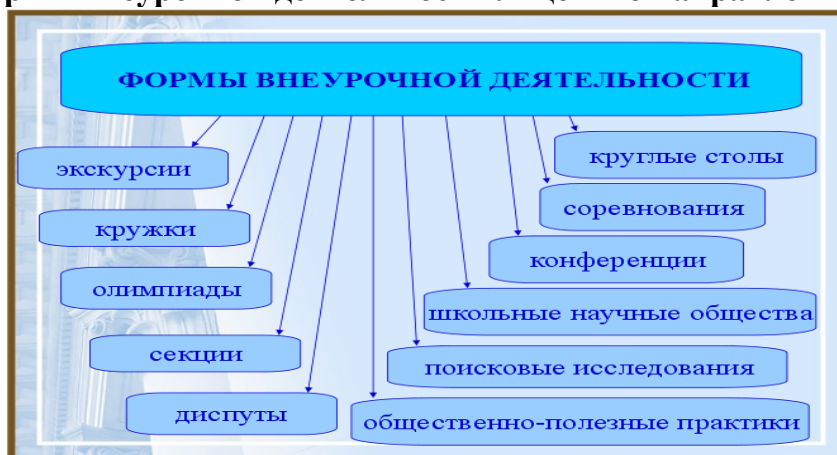 ФОРМЫ ВНЕУРОЧНОЙ ДЕЯТЕЛЬНОСТИ
экскурсии
кружки
олимпиады
секции
диспуты
круглые столы
соревнования
конференции
школьные научные общества
поисковые исследования
общественно-полезные практики